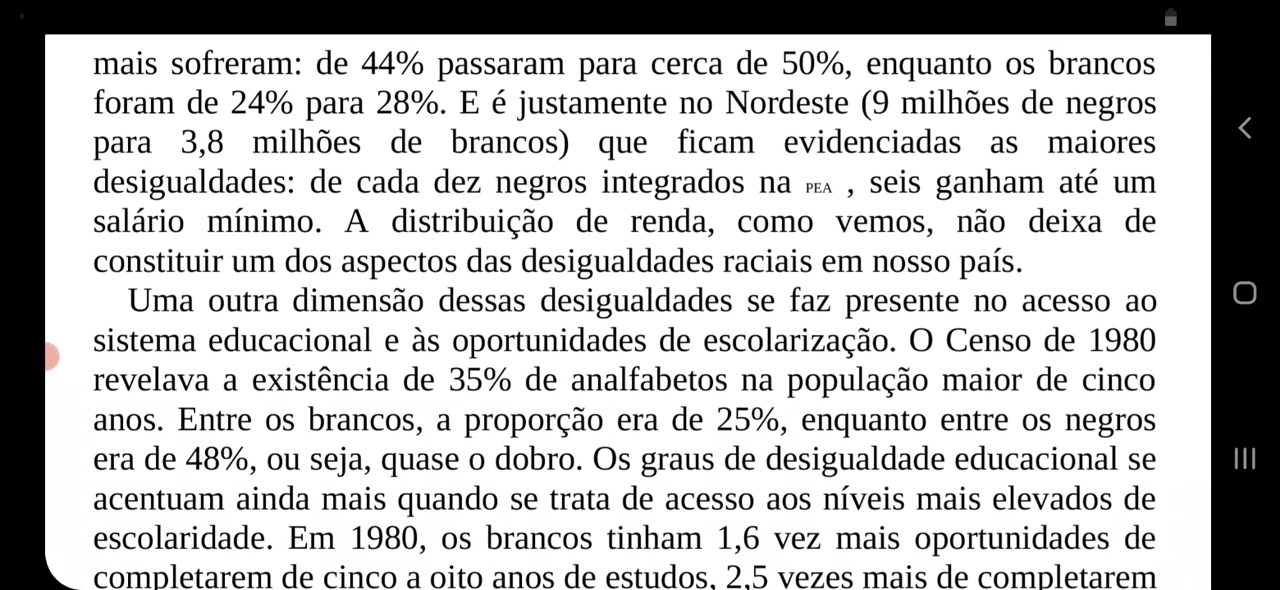 mais sofreram: de 44% passaram para cerca de 50%, enquanto os brancos
foram de 24% para 28%. E é justamente no Nordeste (9 milhões de negros
para 3,8 milhões de brancos) que ficam evidenciadas as maiores
desigualdades: de cada dez negros integrados na PEA , seis ganham até um
salário mínimo. A distribuição de renda, como vemos, não deixa de
constituir um dos aspectos das desigualdades raciais em nosso país.
Uma outra dimensão dessas desigualdades se faz presente no acesso ao
sistema educacional e às oportunidades de escolarização. O Censo de 1980
revelava a existência de 35% de analfabetos na população maior de cinco
anos. Entre os brancos, a proporção era de 25%, enquanto entre os negros
era de 48%, ou seja, quase o dobro. Os graus de desigualdade educacional se
acentuam ainda mais quando se trata de acesso aos níveis mais elevados de
escolaridade. Em 1980, os brancos tinham 1,6 vez mais oportunidades de
completarem de cinco a oito anos de estudos, 2,5 vezes mais de completarem